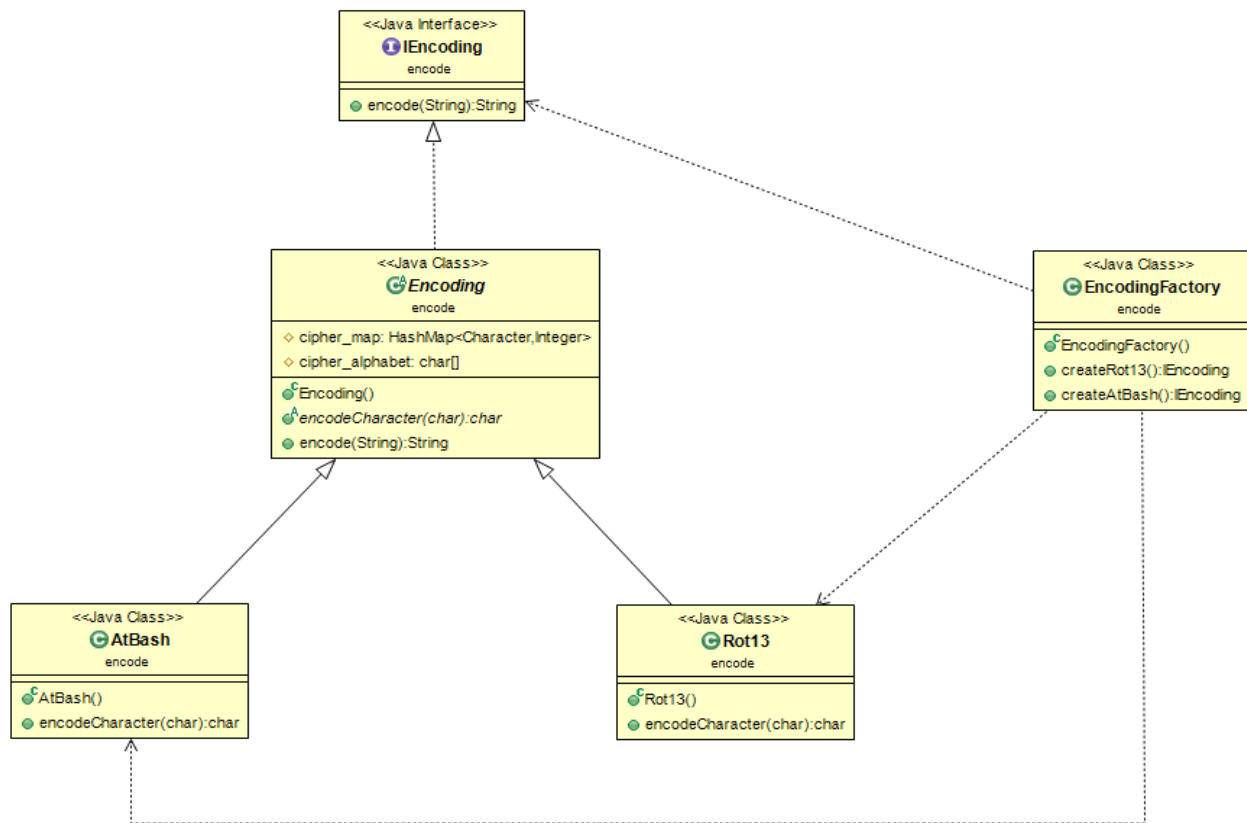 <<Java Interface>>
IEncoding
encode
encode(String):String
<<Java Class>>
Encoding
encode
cipher_map: HashMap<Character,Integer>
cipher_alphabet: char[]
Encoding()
encodeCharacter(char):char
encode(String):String
<<Java Class>>
EncodingFactory
encode
EncodingFactory()
createRot13():IEncoding
createAtBash():IEncoding
<<Java Class>>
AtBash
encode
AtBash()
encodeCharacter(char):char
<<Java Class>>
Rot13
encode
Rot13()
encodeCharacter(char):char